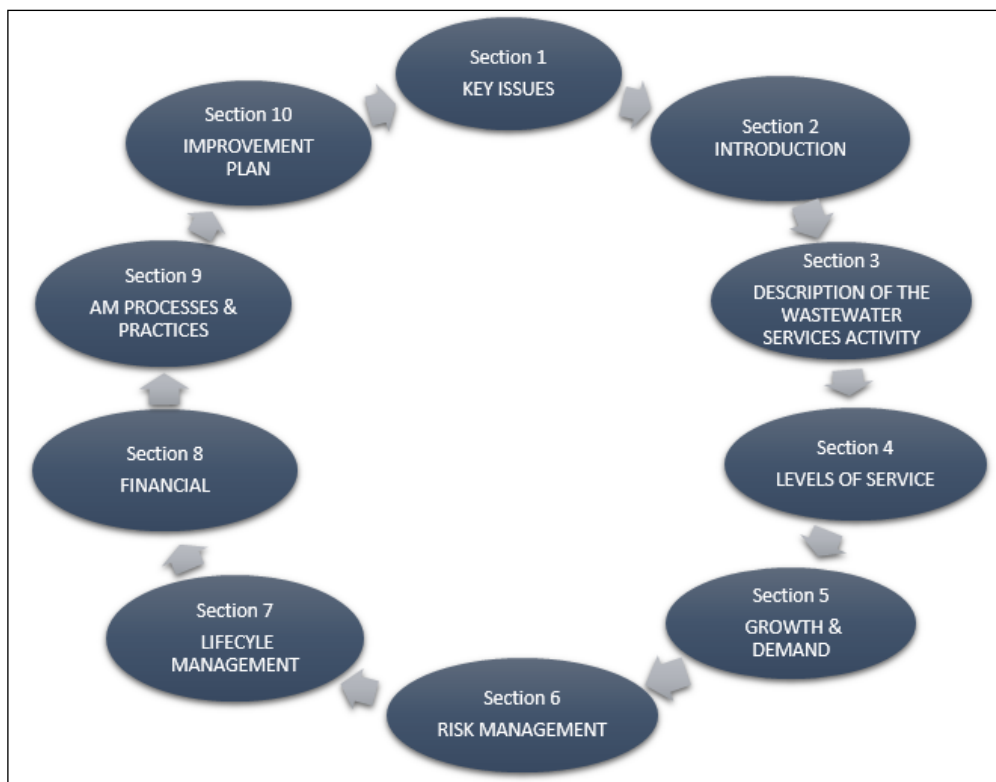 Section 1
KEY ISSUES
Section 2
INTRODUCTION
Section 3
DESCRIPTION OF THE
WASTEWATER
SERVICES ACTIVITY
Section 4
LEVELS OF SERVICE
Section 5
GROWTH &
DEMAND
Section 6
RISK MANAGEMENT
Section 7
LIFECYLE
MANAGEMENT
Section 8
FINANCIAL
Section 9
AM PROCESSES &
PRACTICES
Section 10
IMPROVEMENT
PLAN